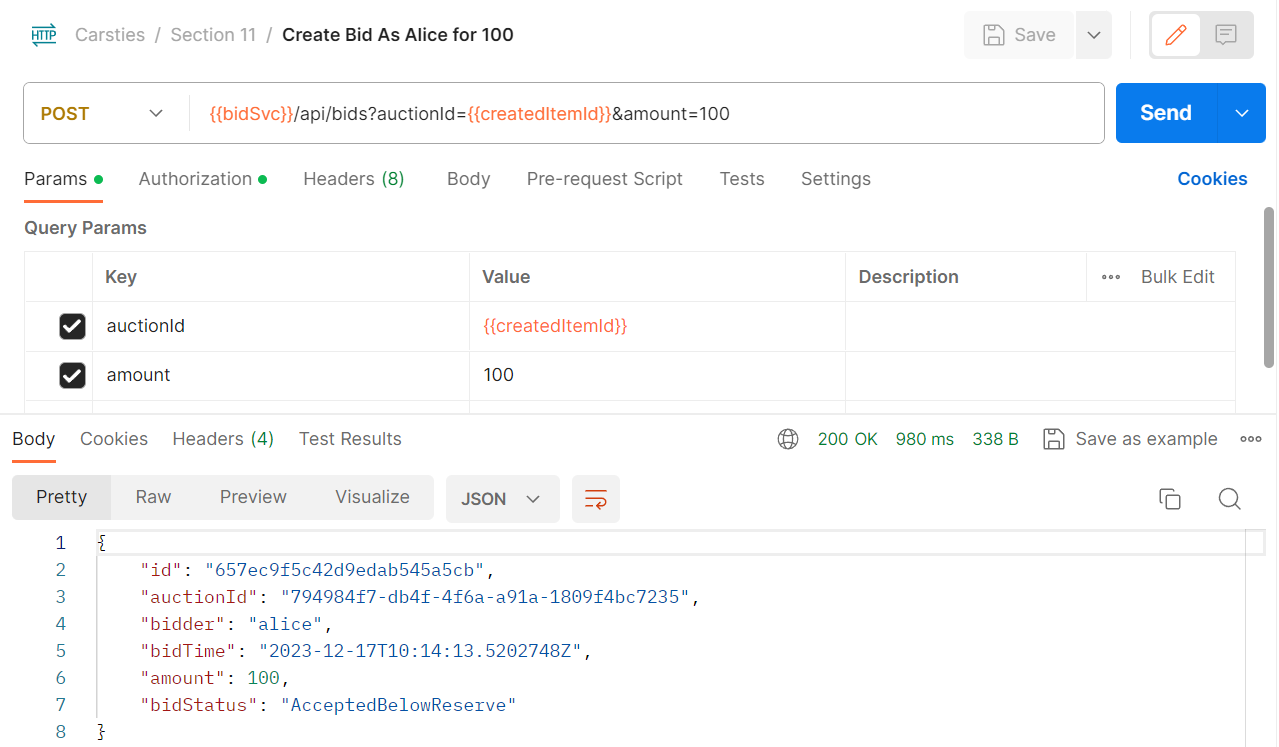 HTTP Carsties / Section 11 / Create Bid As Alice for 100 Save
POST {{bidSvc}}/api/bids?auctionId={{createdItemId}}&amount=100 Send
Params Authorization Headers (8) Body Pre-request Script Tests Settings Cookies
Query Params
Key Value Description Bulk Edit
auctionId {{createdItemId}}
amount 100
Body Cookies Headers (4) Test Results 200 OK 980 ms 338 B Save as example
Pretty Raw Preview Visualize JSON
1 {
2 "id": "657ec9f5c42d9edab545a5cb",
3 "auctionId": "794984f7-db4f-4f6a-a91a-1809f4bc7235",
4 "bidder": "alice",
5 "bidTime": "2023-12-17T10:14:13.5202748Z",
6 "amount": 100,
7 "bidStatus": "AcceptedBelowReserve"
8 }